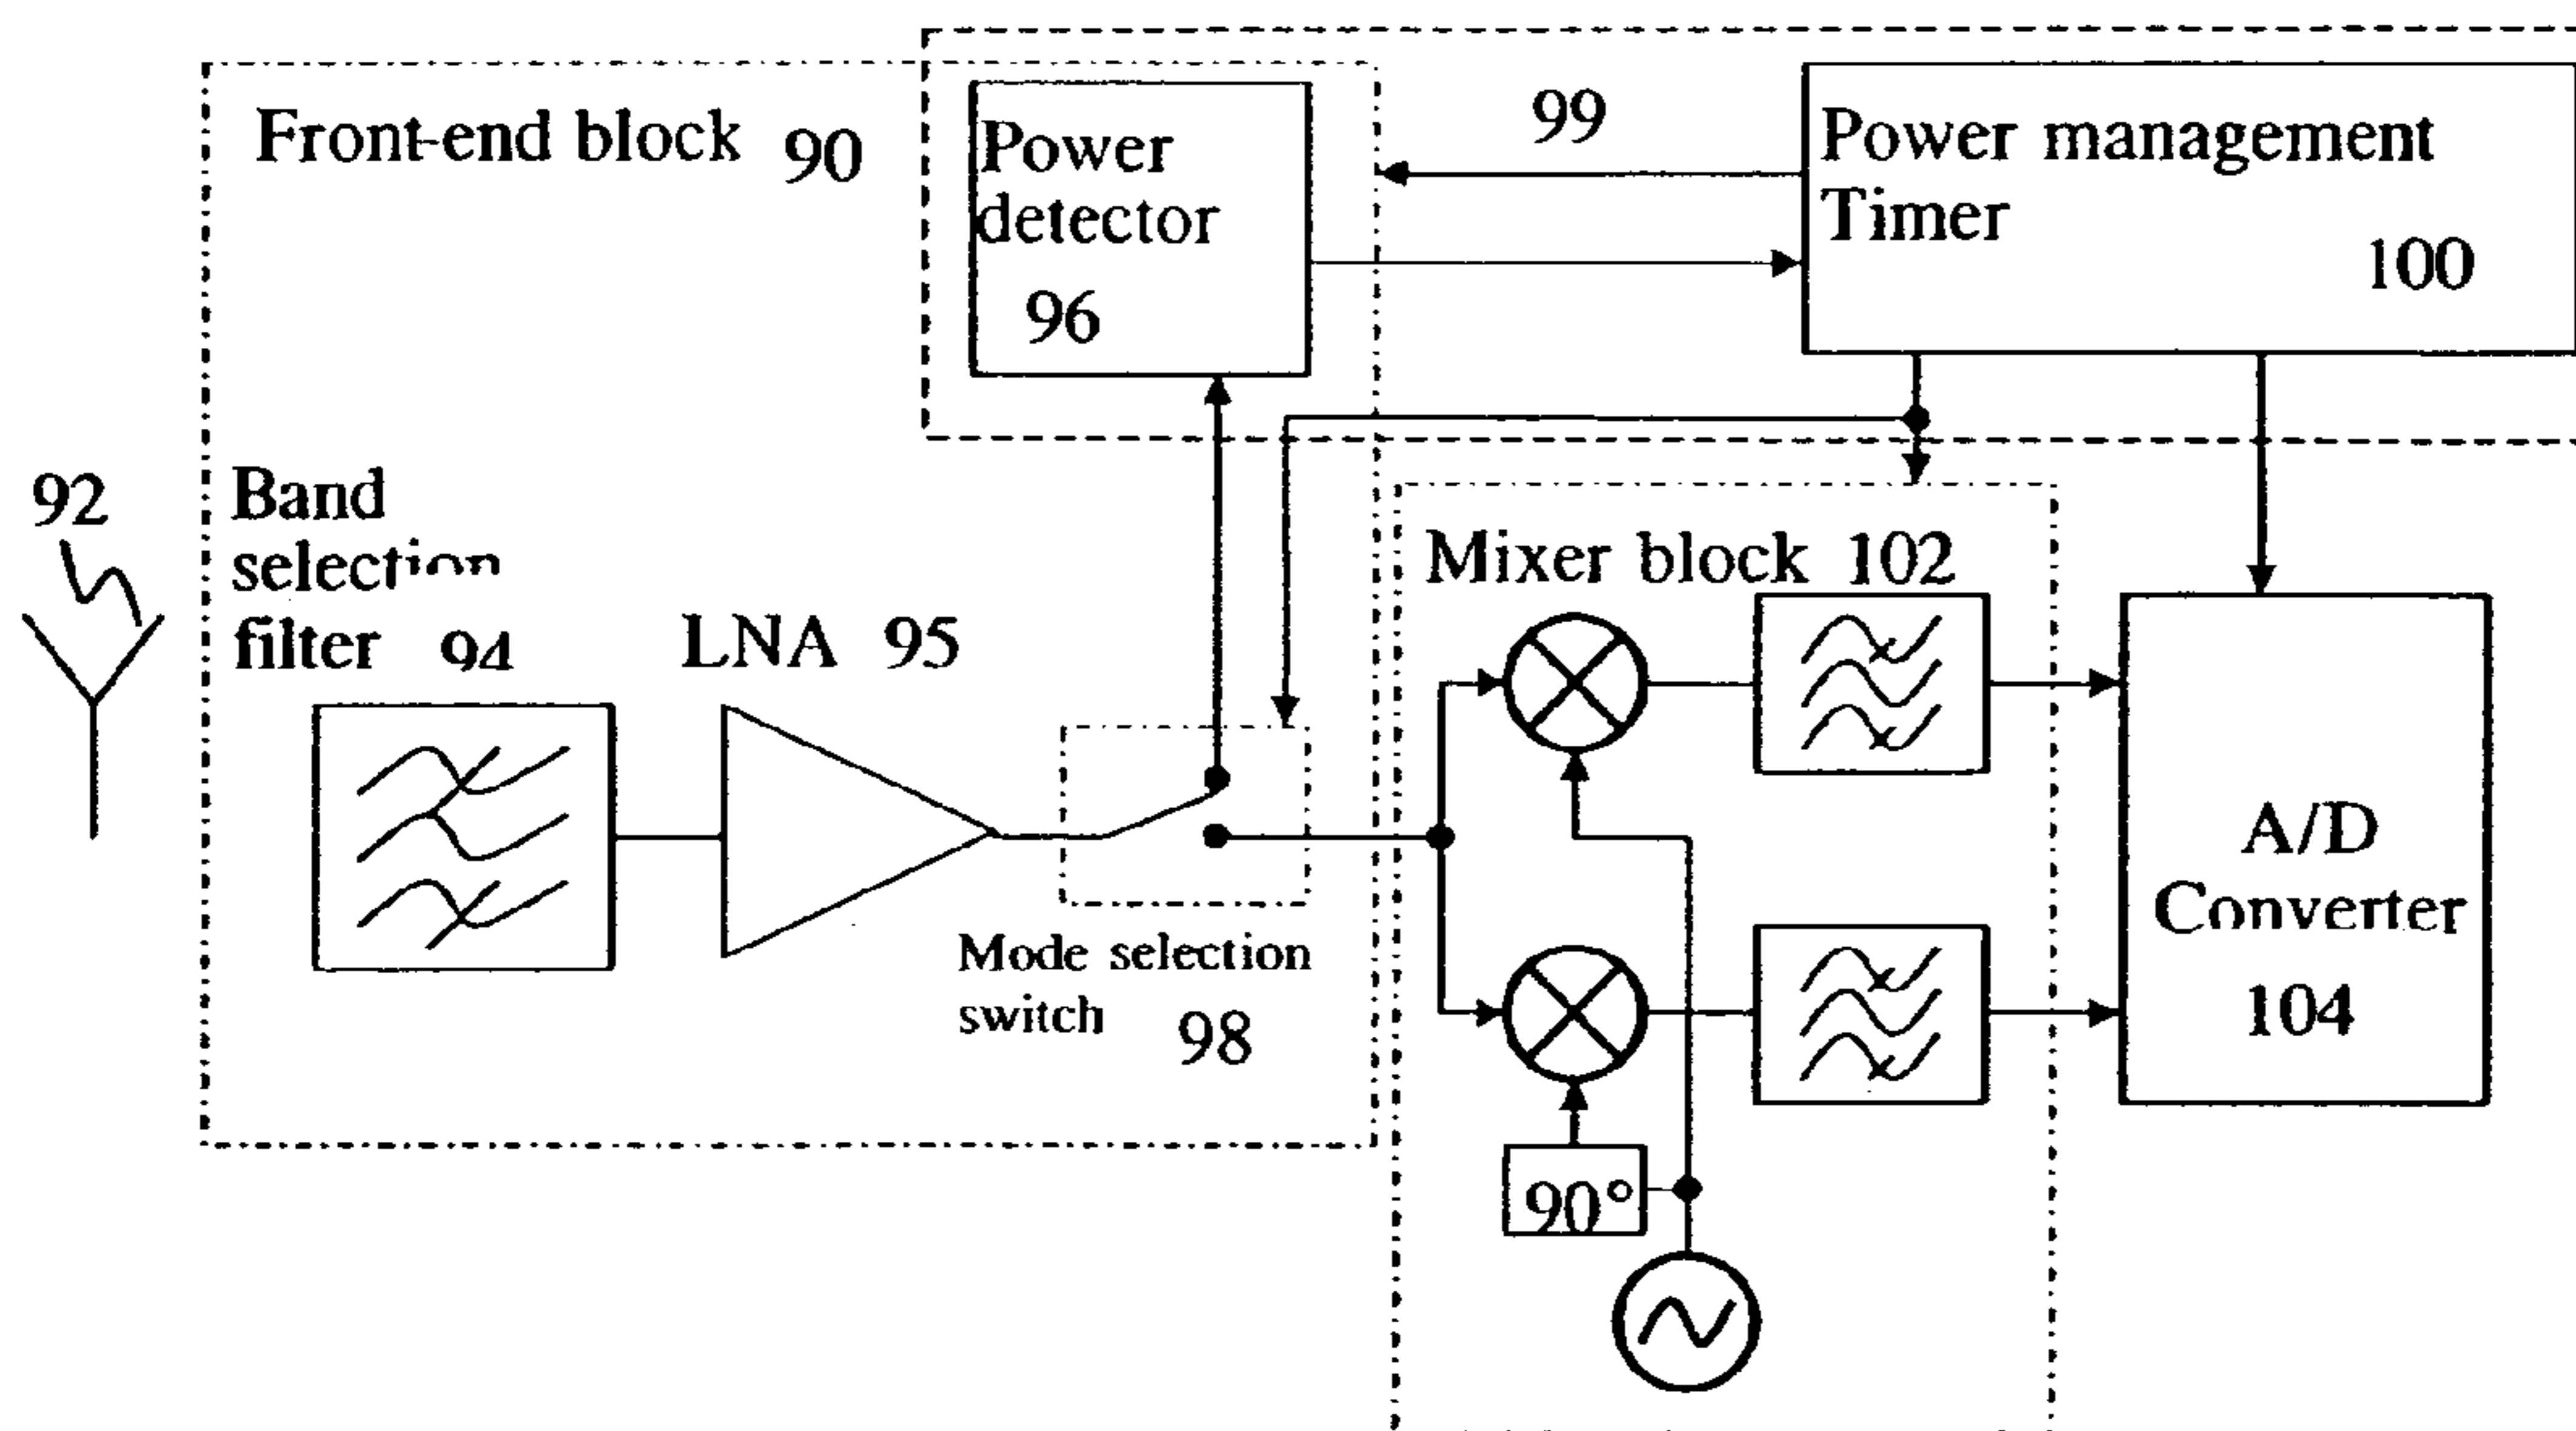 Front-end block 90
Power
detector
96
99
Power management
Timer
100
92
Band
selection
filter 94
LNA 95
Mode selection
switch 98
Mixer block 102
90°
A/D
Converter
104